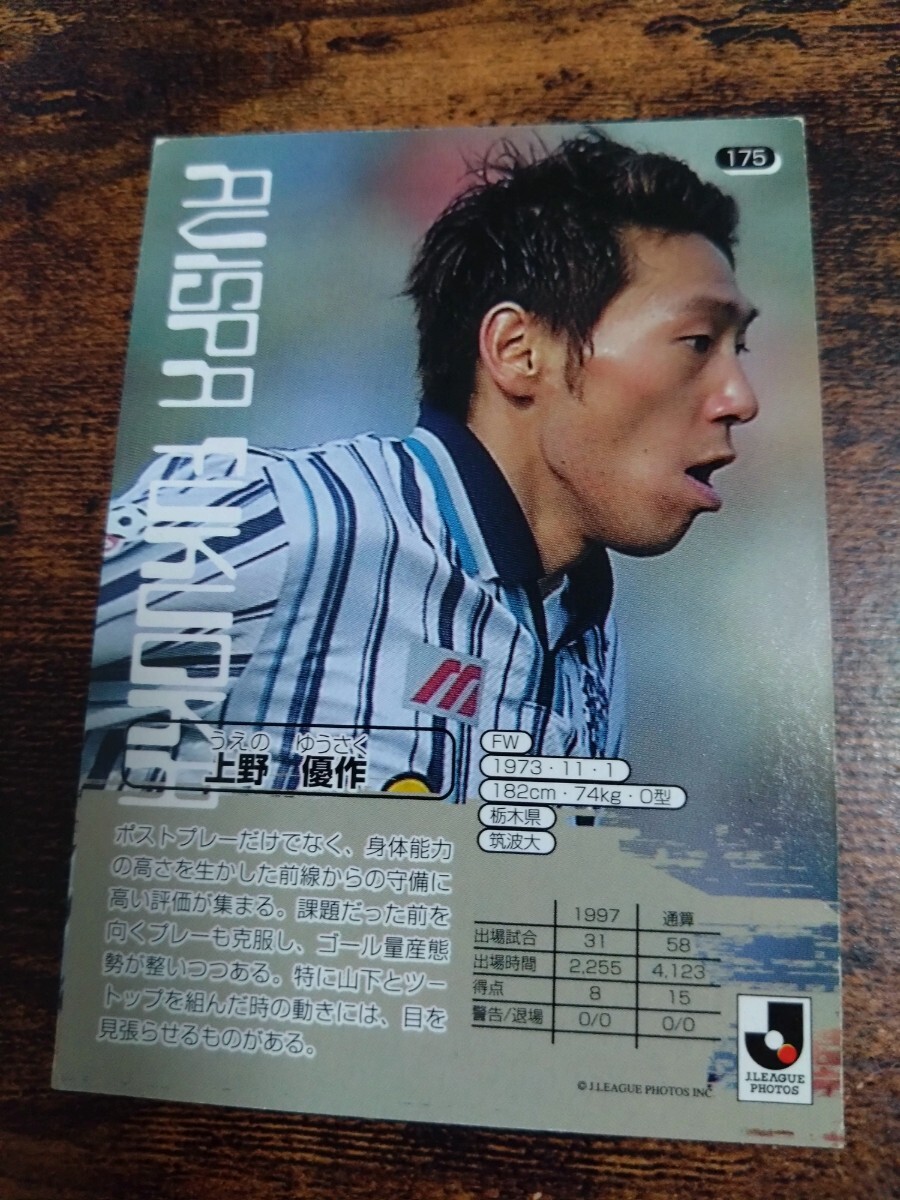 175
AVISPA FUKUOKA
うえの ゆうさく
上野 優作
FW
1973・11・1
182cm・74kg・O型
栃木県
筑波大
ポストプレーだけでなく、身体能力
の高さを生かした前線からの守備に
高い評価が集まる。課題だった前を
向くプレーも克服し、ゴール量産態
勢が整いつつある。特に山下とツー
トップを組んだ時の動きには、目を
見張らせるものがある。
1997 通算
出場試合 31 58
出場時間 2,255 4,123
得点 8 15
警告/退場 0/0 0/0
J.LEAGUE
PHOTOS
© J.LEAGUE PHOTOS INC